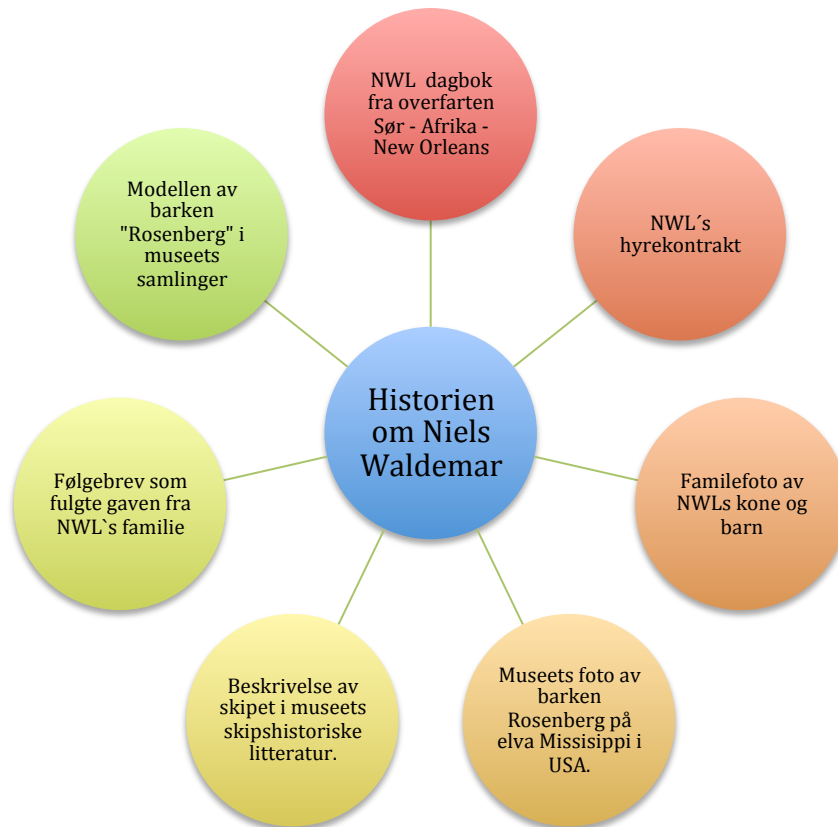 NWL dagbok
fra overfarten
Sør - Afrika -
New Orleans
NWL´s
hyrekontrakt
Familefoto av
NWLs kone og
barn
Museets foto av
barken
Rosenberg på
elva Missisippi i
USA.
Beskrivelse av
skipet i museets
skipshistoriske
litteratur.
Følgebrev som
fulgte gaven fra
NWL`s familie
Modellen av
barken
"Rosenberg" i
museets
samlinger
Historien
om Niels
Waldemar